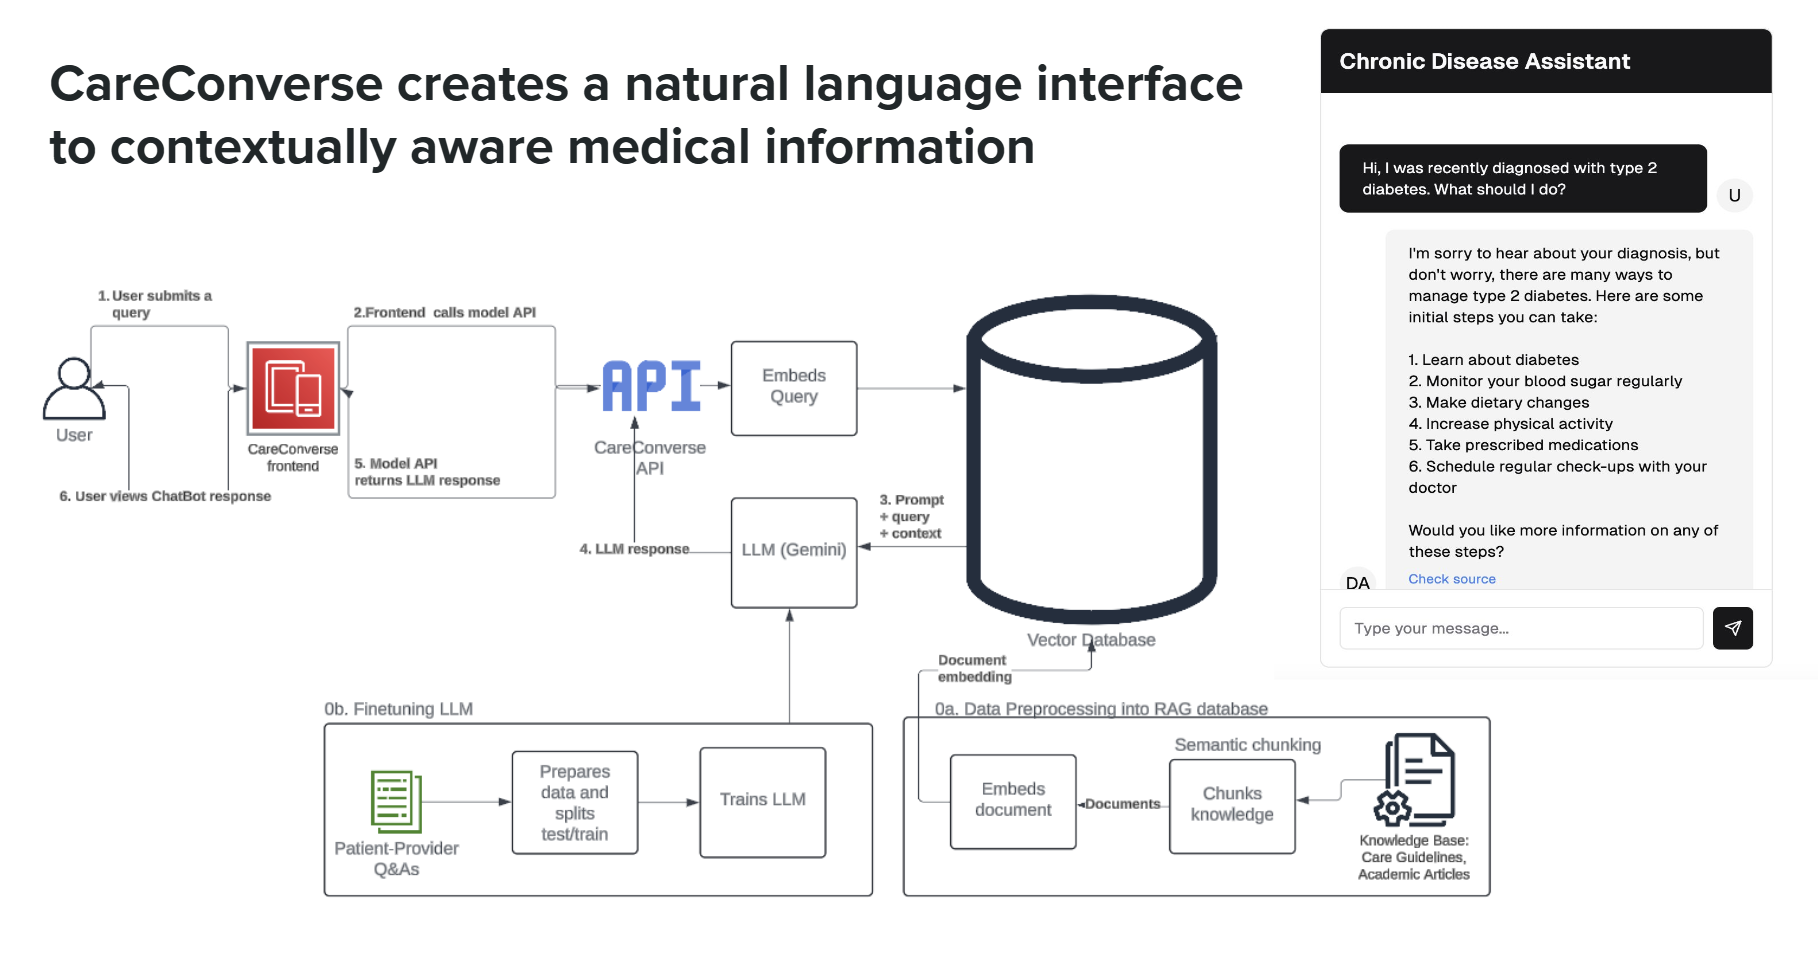 CareConverse creates a natural language interface
to contextually aware medical information
1. User submits a
query
2.Frontend  calls model API
User
CareConverse
frontend
5. Model API
returns LLM response
6. User views ChatBot response
API
CareConverse
API
Embeds
Query
3. Prompt
+ query
+ context
4. LLM response
LLM (Gemini)
Vector Database
Document
embedding
0b. Finetuning LLM
Patient-Provider
Q&As
Prepares
data and
splits
test/train
Trains LLM
0a. Data Preprocessing into RAG database
Semantic chunking
Embeds
document
Documents
Chunks
knowledge
Knowledge Base:
Care Guidelines,
Academic Articles
Chronic Disease Assistant
Hi, I was recently diagnosed with type 2
diabetes. What should I do?
U
I'm sorry to hear about your diagnosis, but
don't worry, there are many ways to
manage type 2 diabetes. Here are some
initial steps you can take:
1. Learn about diabetes
2. Monitor your blood sugar regularly
3. Make dietary changes
4. Increase physical activity
5. Take prescribed medications
6. Schedule regular check-ups with your
doctor
Would you like more information on any of
these steps?
Check source
DA
Type your message...